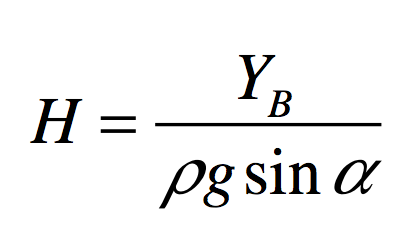 H = Y_B / ρg sin α